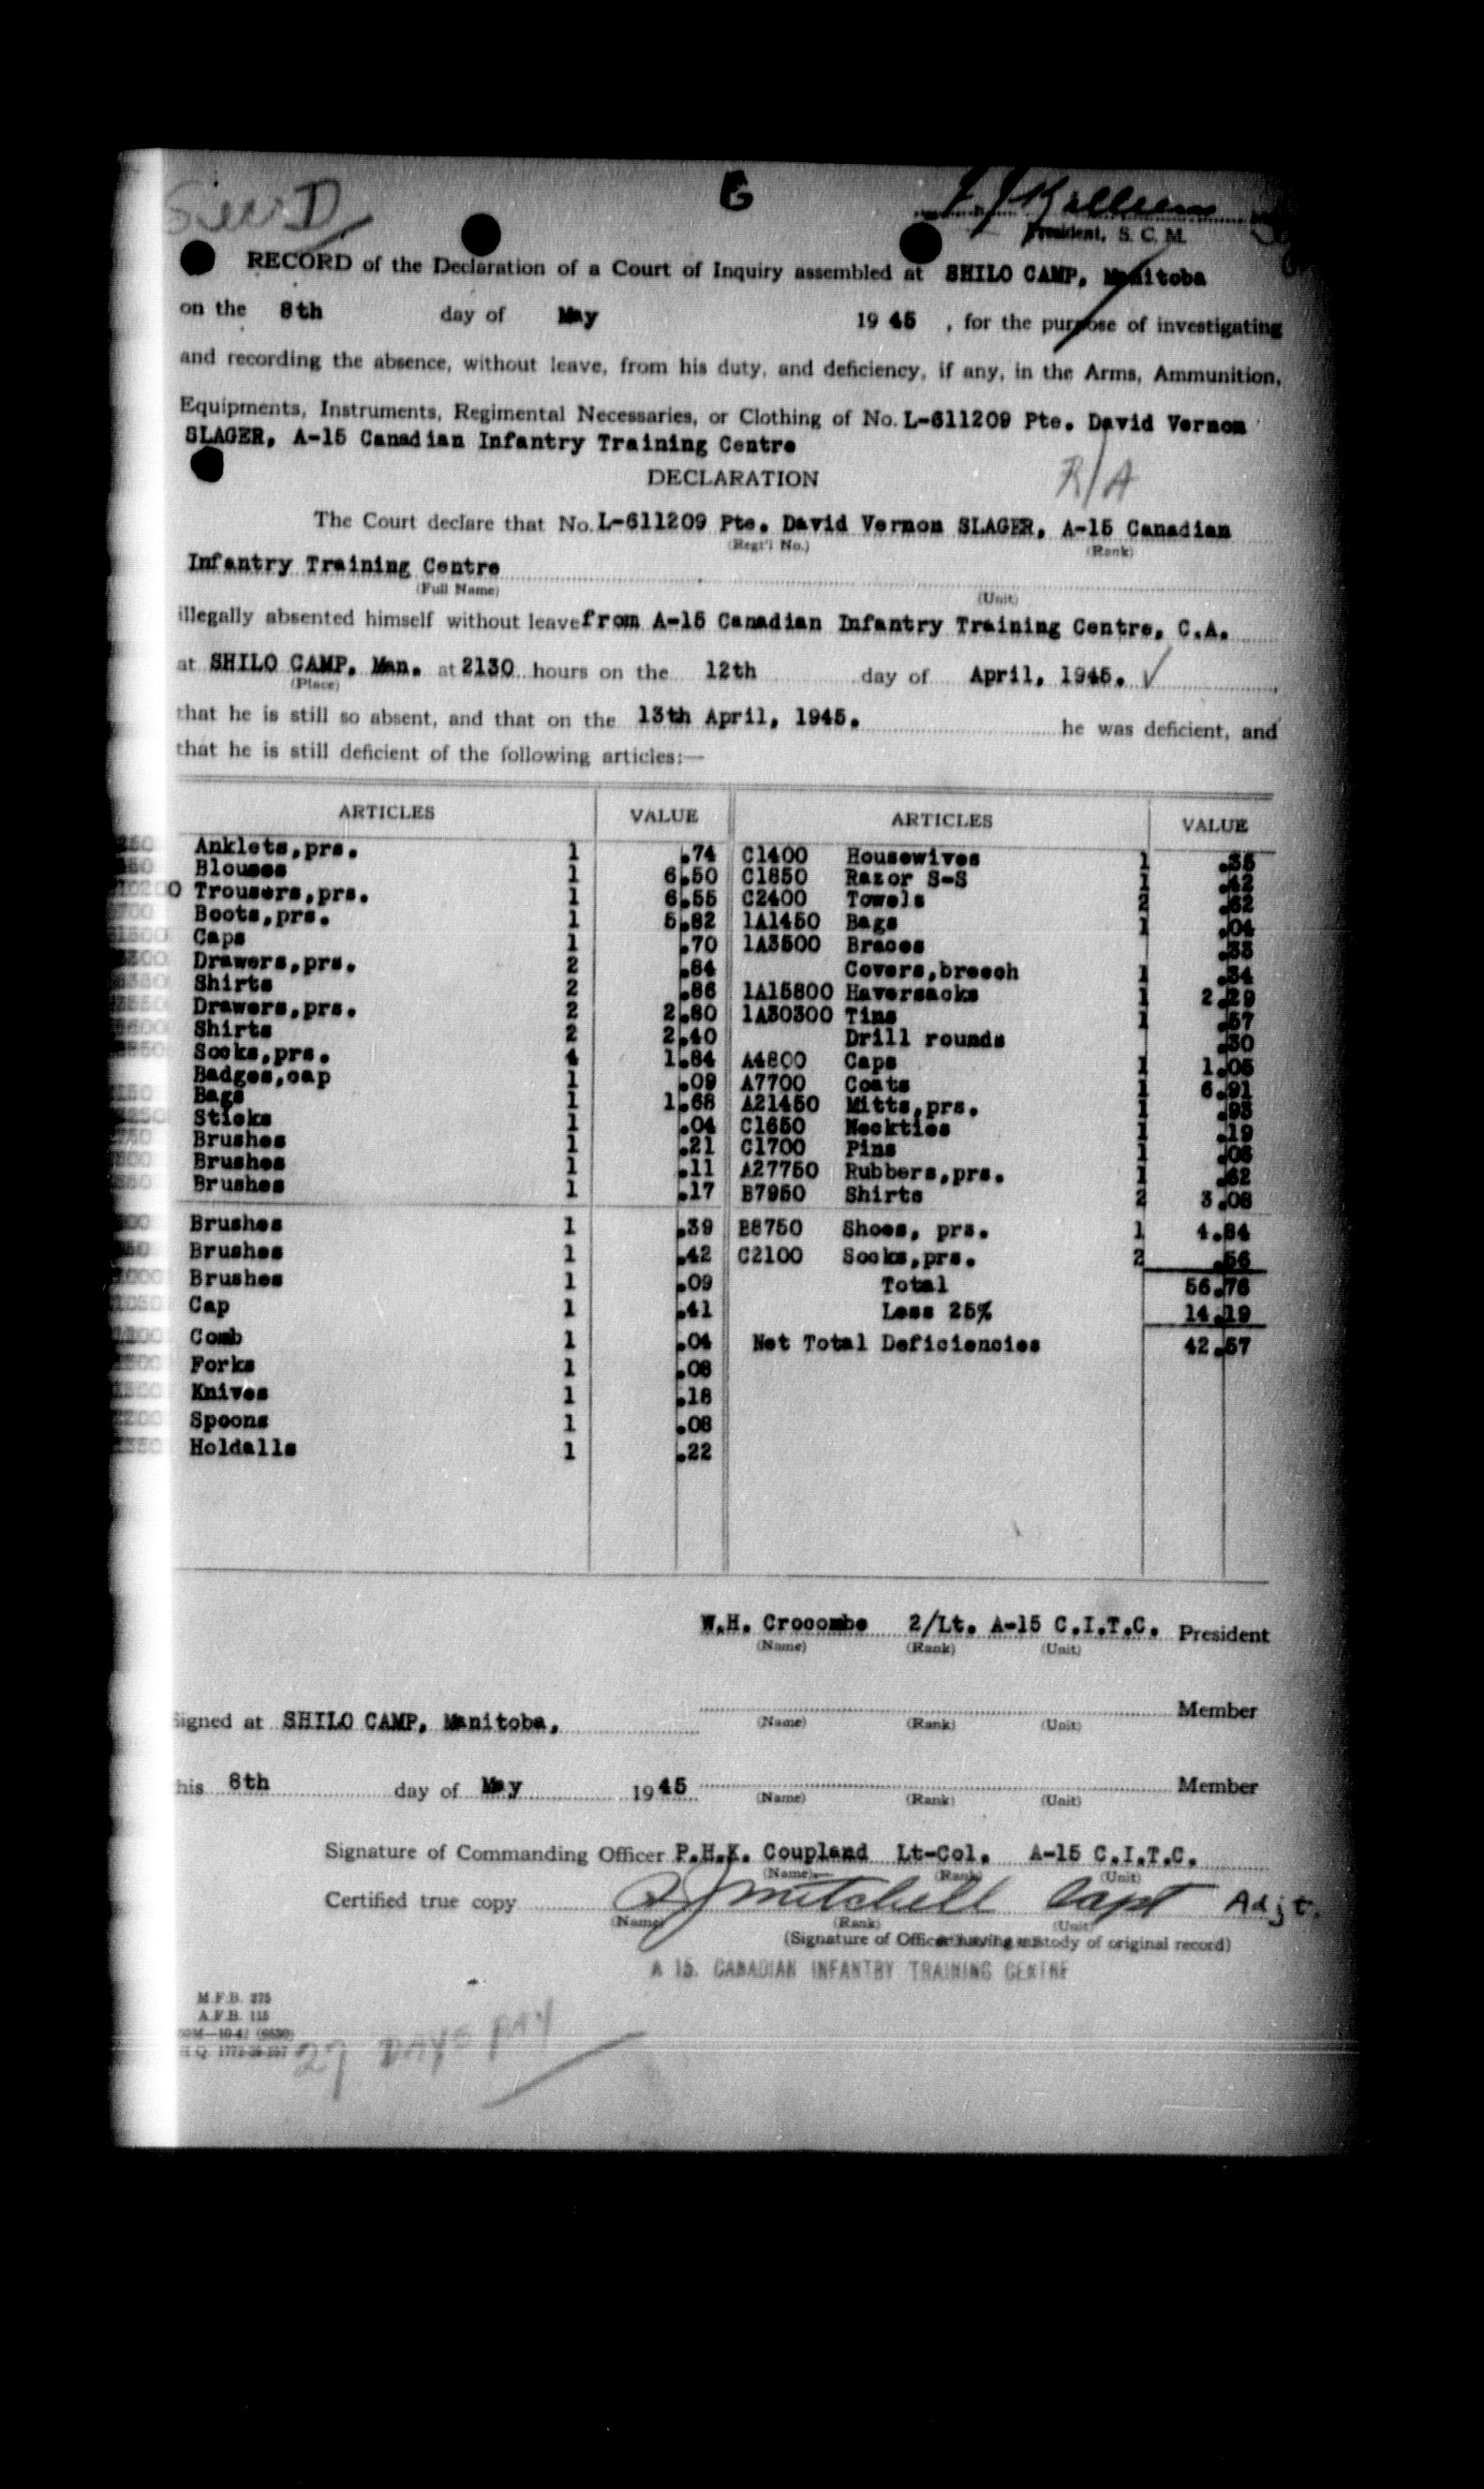 G
President, S. C. M.
RECORD of the Declaration of a Court of Inquiry assembled at SHILO CAMP, Manitoba
on the 8th day of May 19 45 , for the purpose of investigating
and recording the absence, without leave, from his duty, and deficiency, if any, in the Arms, Ammunition,
Equipments, Instruments, Regimental Necessaries, or Clothing of No. L-611209 Pte. David Vernon
SLAGER, A-15 Canadian Infantry Training Centre
R/A
DECLARATION
The Court declare that No. L-611209 Pte. David Vernon SLAGER, A-15 Canadian
(Regt'l No.) (Rank)
Infantry Training Centre
(Full Name) (Unit)
illegally absented himself without leave from A-15 Canadian Infantry Training Centre, C.A.
at SHILO CAMP, Man. at 2130 hours on the 12th day of April, 1945. ✓
(Place)
that he is still so absent, and that on the 13th April, 1945. he was deficient, and
that he is still deficient of the following articles:—
ARTICLES VALUE ARTICLES VALUE
Anklets,prs. 1 .74 C1400 Housewives 1 .35
Blouses 1 6.50 C1850 Razor S-S 1 .42
Trousers,prs. 1 6.55 C2400 Towels 2 .62
Boots,prs. 1 5.82 1A1450 Bags 1 .04
Caps 1 .70 1A3500 Braces .33
Drawers,prs. 2 .84 Covers,breech 1 .34
Shirts 2 .86 1A15800 Haversacks 1 2.29
Drawers,prs. 2 2.80 1A30300 Tins 1 .57
Shirts 2 2.40 Drill rounds .30
Socks,prs. 4 1.84 A4800 Caps 1 1.05
Badges,cap 1 .09 A7700 Coats 1 6.91
Bags 1 1.68 A21450 Mitts,prs. 1 .93
Sticks 1 .04 C1650 Neckties 1 .19
Brushes 1 .21 C1700 Pins 1 .06
Brushes 1 .11 A27750 Rubbers,prs. 1 .62
Brushes 1 .17 B7950 Shirts 2 3.08
Brushes 1 .39 B8750 Shoes, prs. 1 4.84
Brushes 1 .42 C2100 Socks,prs. 2 .56
Brushes 1 .09 Total 56.76
Cap 1 .41 Less 25% 14.19
Comb 1 .04 Net Total Deficiencies 42.57
Forks 1 .08
Knives 1 .18
Spoons 1 .08
Holdalls 1 .22
W.H. Crocombe 2/Lt. A-15 C.I.T.C. President
(Name) (Rank) (Unit)
Member
Signed at SHILO CAMP, Manitoba, (Name) (Rank) (Unit)
this 8th day of May 19 45 Member
(Name) (Rank) (Unit)
Signature of Commanding Officer P.H.K. Coupland Lt-Col. A-15 C.I.T.C.
(Name) (Rank) (Unit)
Certified true copy Mitchell Capt Adjt.
(Name) (Rank) (Unit)
(Signature of Officer having custody of original record)
A 15. CANADIAN INFANTRY TRAINING CENTRE
M.F.B. 275
A.F.B. 115
27 DAYS PAY